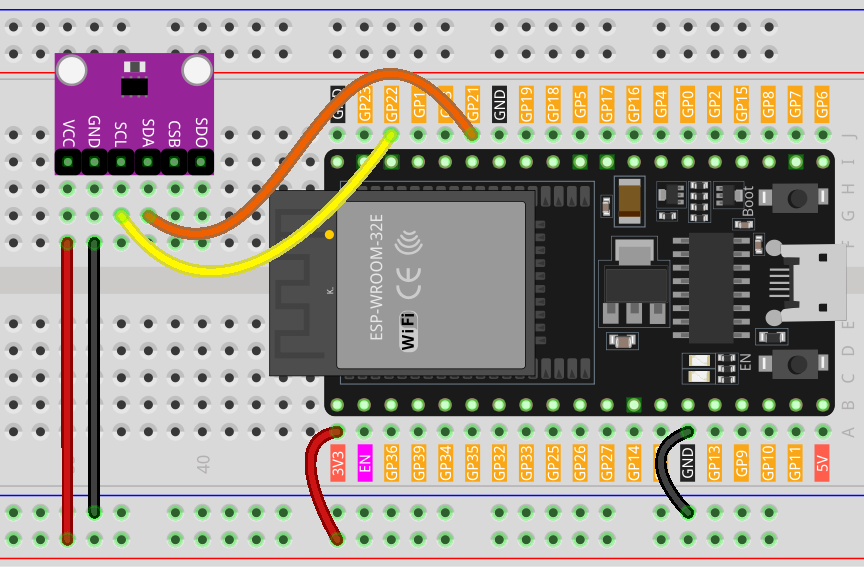 GND
GP23
GP22
GP1
GP21
GND
GP19
GP18
GP5
GP17
GP16
GP4
GP0
GP2
GP15
GP8
GP7
GP6
VCC
GND
SCL
SDA
CSB
SDO
J
I
H
G
F
E
D
C
B
A
ESP-WROOM-32E
CE
WiFi
K.
Boot
EN
40
3V3
EN
GP36
GP39
GP34
GP35
GP32
GP33
GP25
GP26
GP27
GP14
GND
GP13
GP9
GP10
GP11
5V